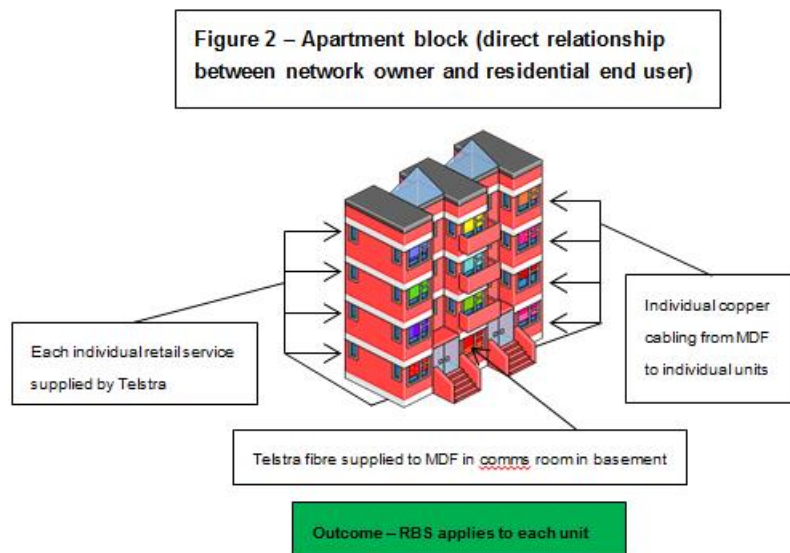 Figure 2 – Apartment block (direct relationship
between network owner and residential end user)
Each individual retail service
supplied by Telstra
Individual copper
cabling from MDF
to individual units
Telstra fibre supplied to MDF in comms room in basement
Outcome – RBS applies to each unit